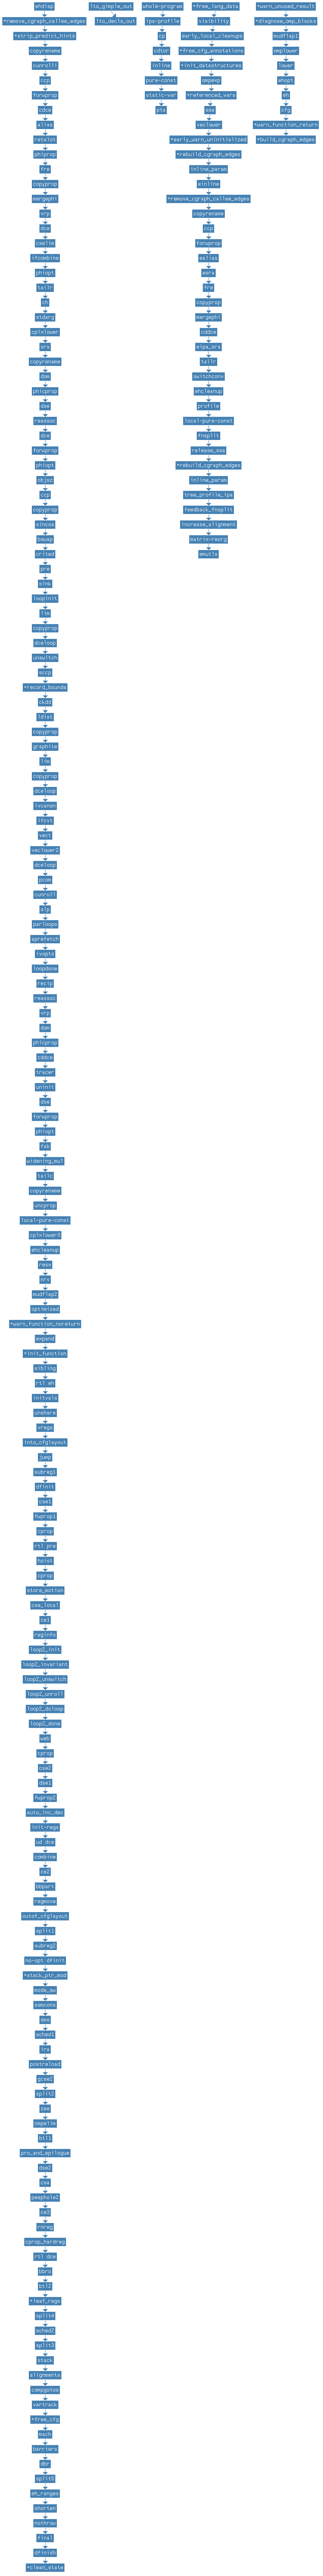 ehdisp
*remove_cgraph_callee_edges
*strip_predict_hints
copyrename
cunrolli
ccp
forwprop
cdce
alias
retslot
phiprop
fre
copyprop
mergephi
vrp
dce
cselim
ifcombine
phiopt
tailr
ch
stdarg
cplxlower
sra
copyrename
dom
phicprop
dse
reassoc
dce
forwprop
phiopt
objsz
ccp
copyprop
sincos
bswap
crited
pre
sink
loopinit
lim
copyprop
dceloop
unswitch
sccp
*record_bounds
ckdd
ldist
copyprop
graphite
lim
copyprop
dceloop
ivcanon
ifcvt
vect
veclower2
dceloop
pcom
cunroll
slp
parloops
aprefetch
ivopts
loopdone
recip
reassoc
vrp
dom
phicprop
cddce
tracer
uninit
dse
forwprop
phiopt
fab
widening_mul
tailc
copyrename
uncprop
local-pure-const
cplxlower0
ehcleanup
resx
nrv
mudflap2
optimized
*warn_function_noreturn
expand
*init_function
sibling
rtl eh
initvals
unshare
vregs
into_cfglayout
jump
subreg1
dfinit
cse1
fwprop1
cprop
rtl pre
hoist
cprop
store_motion
cse_local
ce1
reginfo
loop2_init
loop2_invariant
loop2_unswitch
loop2_unroll
loop2_doloop
loop2_done
web
cprop
cse2
dse1
fwprop2
auto_inc_dec
init-regs
ud dce
combine
ce2
bbpart
regmove
outof_cfglayout
split1
subreg2
no-opt dfinit
*stack_ptr_mod
mode_sw
asmcons
sms
sched1
ira
postreload
gcse2
split2
zee
cmpelim
btl1
pro_and_epilogue
dse2
csa
peephole2
ce3
rnreg
cprop_hardreg
rtl dce
bbro
btl2
*leaf_regs
split4
sched2
split3
stack
alignments
compgotos
vartrack
*free_cfg
mach
barriers
dbr
split5
eh_ranges
shorten
nothrow
final
dfinish
*clean_state
lto_gimple_out
lto_decls_out
whole-program
ipa-profile
cp
cdtor
inline
pure-const
static-var
pta
*free_lang_data
visibility
early_local_cleanups
*free_cfg_annotations
*init_datastructures
ompexp
*referenced_vars
ssa
veclower
*early_warn_uninitialized
*rebuild_cgraph_edges
inline_param
einline
*remove_cgraph_callee_edges
copyrename
ccp
forwprop
ealias
esra
fre
copyprop
mergephi
cddce
eipa_sra
tailr
switchconv
ehcleanup
profile
local-pure-const
fnsplit
release_ssa
*rebuild_cgraph_edges
inline_param
tree_profile_ipa
feedback_fnsplit
increase_alignment
matrix-reorg
emutls
*warn_unused_result
*diagnose_omp_blocks
mudflap1
omplower
lower
ehopt
eh
cfg
*warn_function_return
*build_cgraph_edges